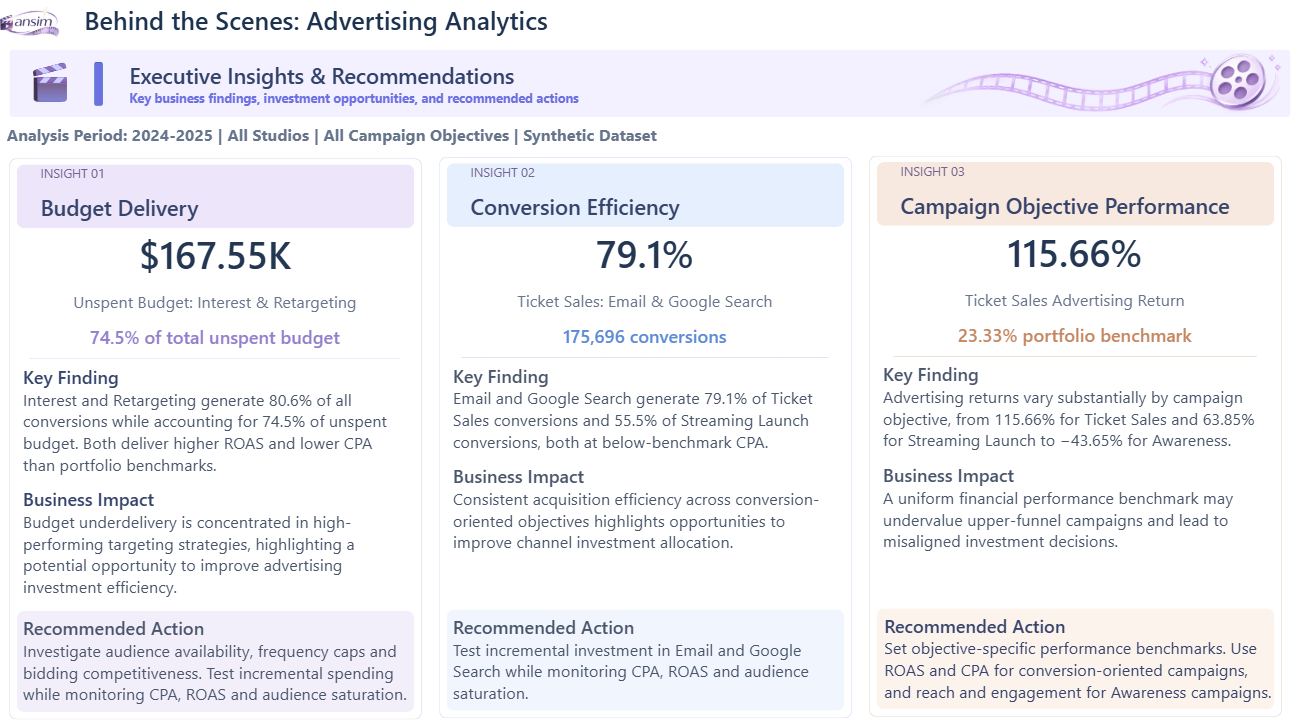 ansim
Behind the Scenes: Advertising Analytics
Executive Insights & Recommendations
Key business findings, investment opportunities, and recommended actions
Analysis Period: 2024-2025 | All Studios | All Campaign Objectives | Synthetic Dataset
INSIGHT 01
Budget Delivery
$167.55K
Unspent Budget: Interest & Retargeting
74.5% of total unspent budget
Key Finding
Interest and Retargeting generate 80.6% of all
conversions while accounting for 74.5% of unspent
budget. Both deliver higher ROAS and lower CPA
than portfolio benchmarks.
Business Impact
Budget underdelivery is concentrated in high-
performing targeting strategies, highlighting a
potential opportunity to improve advertising
investment efficiency.
Recommended Action
Investigate audience availability, frequency caps and
bidding competitiveness. Test incremental spending
while monitoring CPA, ROAS and audience saturation.
INSIGHT 02
Conversion Efficiency
79.1%
Ticket Sales: Email & Google Search
175,696 conversions
Key Finding
Email and Google Search generate 79.1% of Ticket
Sales conversions and 55.5% of Streaming Launch
conversions, both at below-benchmark CPA.
Business Impact
Consistent acquisition efficiency across conversion-
oriented objectives highlights opportunities to
improve channel investment allocation.
Recommended Action
Test incremental investment in Email and Google
Search while monitoring CPA, ROAS and audience
saturation.
INSIGHT 03
Campaign Objective Performance
115.66%
Ticket Sales Advertising Return
23.33% portfolio benchmark
Key Finding
Advertising returns vary substantially by campaign
objective, from 115.66% for Ticket Sales and 63.85%
for Streaming Launch to −43.65% for Awareness.
Business Impact
A uniform financial performance benchmark may
undervalue upper-funnel campaigns and lead to
misaligned investment decisions.
Recommended Action
Set objective-specific performance benchmarks. Use
ROAS and CPA for conversion-oriented campaigns,
and reach and engagement for Awareness campaigns.